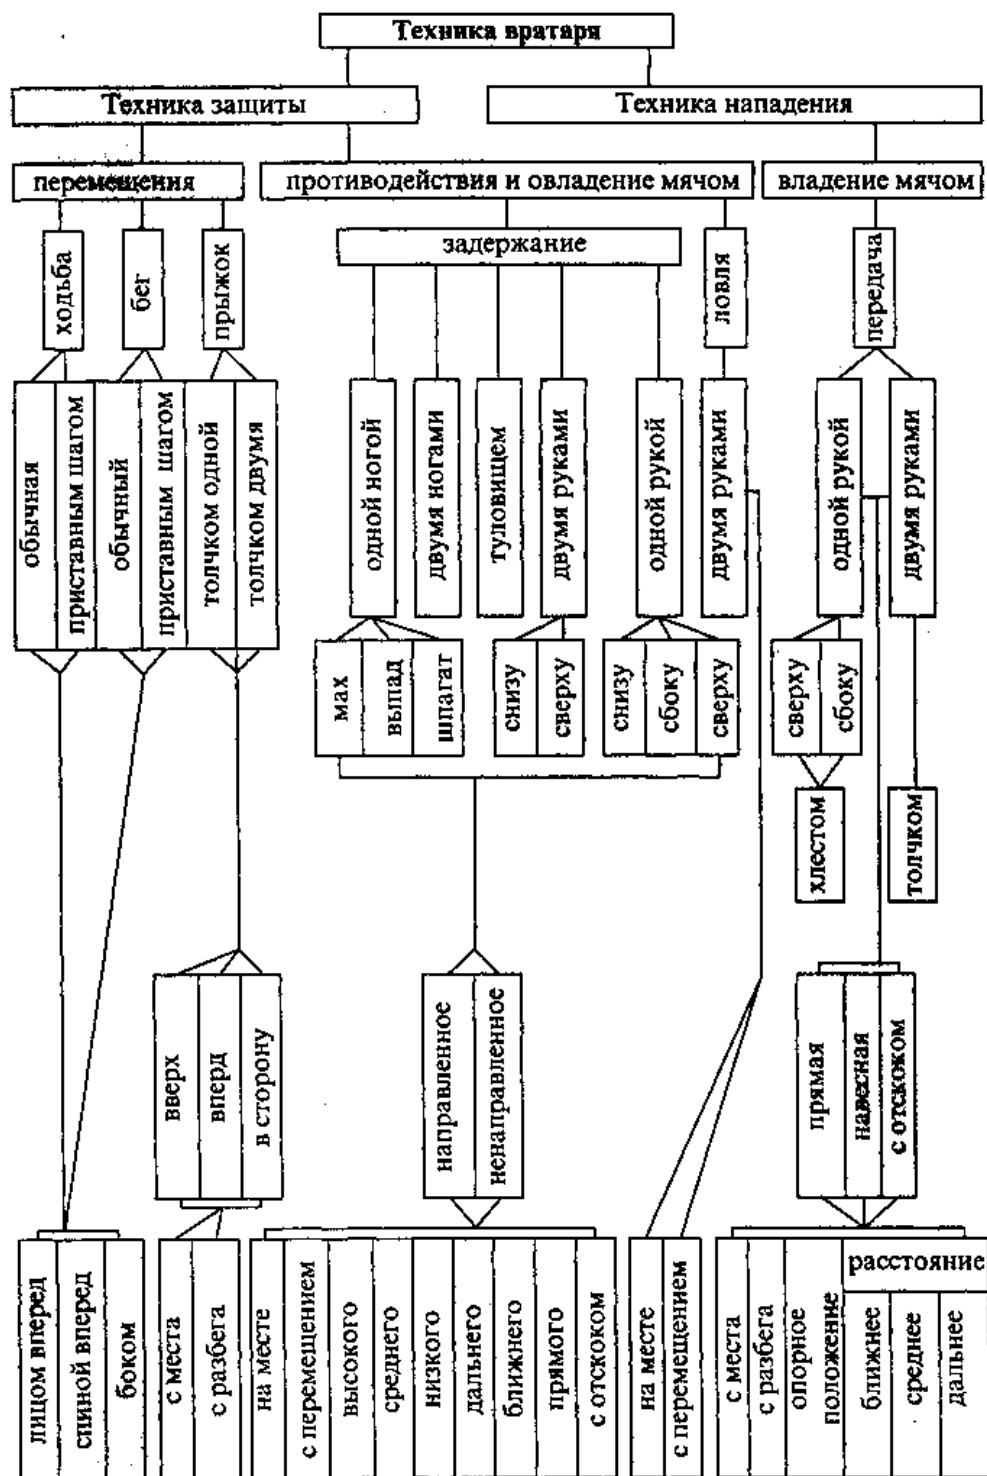 Техника вратаря
Техника защиты
Техника нападения
перемещения
противодействия и овладение мячом
владение мячом
ходьба
бег
прыжок
задержание
ловля
передача
обычная
приставным шагом
обычный
приставным шагом
толчком одной
толчком двумя
одной ногой
двумя ногами
туловищем
двумя руками
одной рукой
двумя руками
одной рукой
двумя руками
мах
выпад
шпагат
снизу
сверху
снизу
сбоку
сверху
сверху
сбоку
хлестом
толчком
вверх
вперд
в сторону
направленное
ненаправленное
прямая
навесная
с отскоком
лицом вперед
спиной вперед
боком
с места
с разбега
на месте
с перемещением
высокого
среднего
низкого
дальнего
ближнего
прямого
с отскоком
на месте
с перемещением
с места
с разбега
опорное
положение
расстояние
ближнее
среднее
дальнее